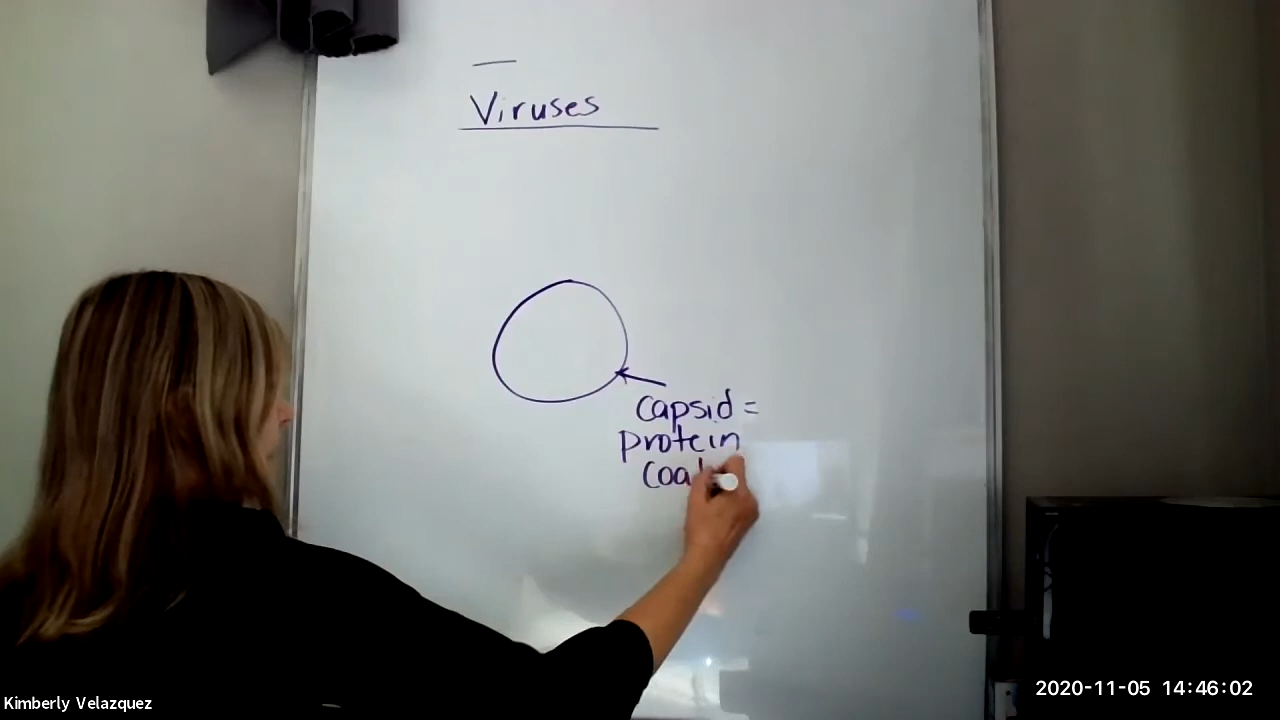 Viruses
capsid =
protein
coat
Kimberly Velazquez
2020-11-05 14:46:02